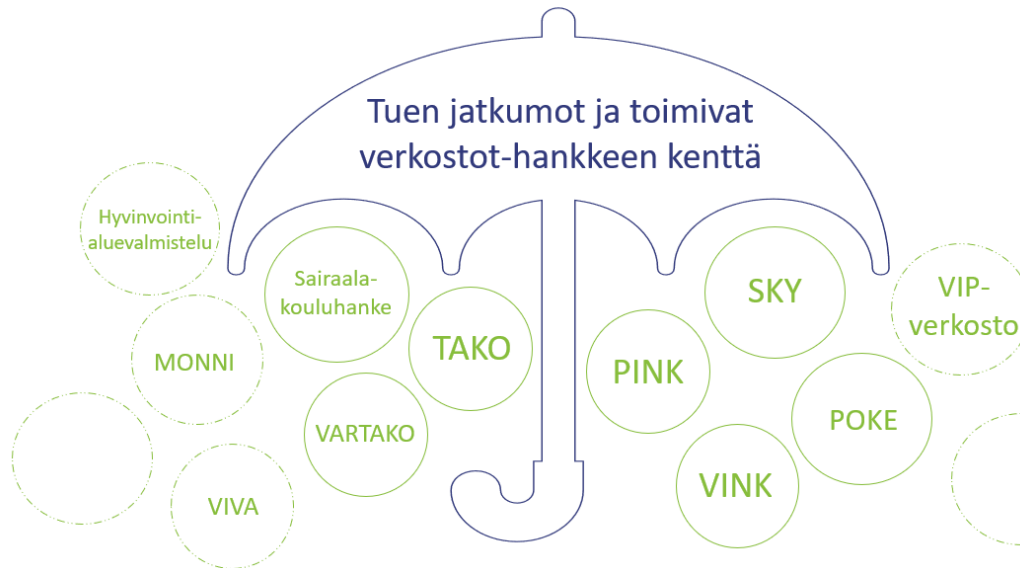 Tuen jatkumot ja toimivat
verkostot-hankkeen kenttä
Hyvinvointi-
aluevalmistelu
Sairaala-
kouluhanke
TAKO
MONNI
VARTAKO
VIVA
SKY
VIP-
verkosto
PINK
POKE
VINK